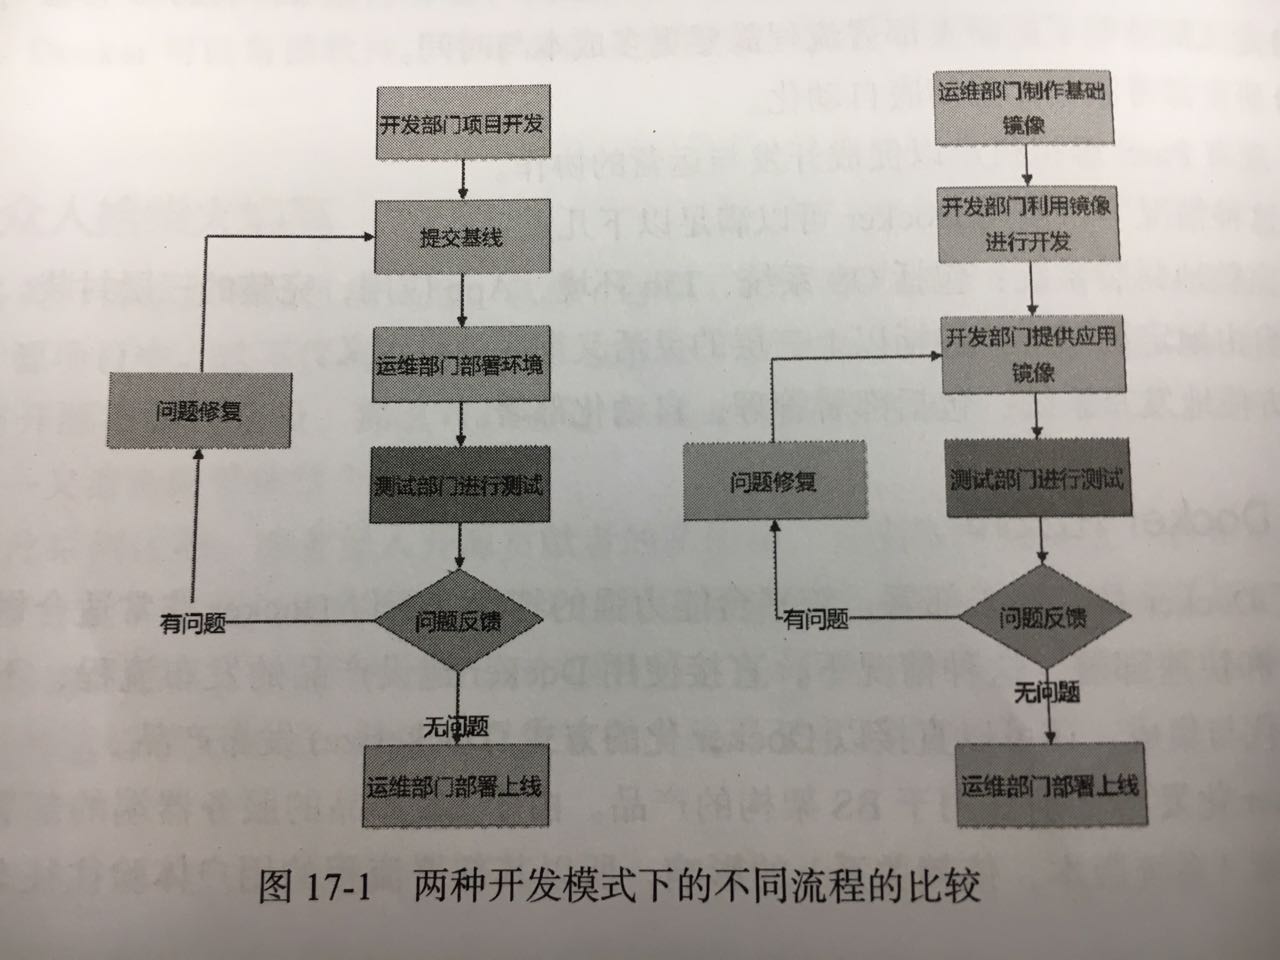 开发部门项目开发
提交基线
运维部门部署环境
问题修复
测试部门进行测试
问题反馈
有问题
无问题
运维部门部署上线
运维部门制作基础
镜像
开发部门利用镜像
进行开发
开发部门提供应用
镜像
问题修复
测试部门进行测试
问题反馈
有问题
无问题
运维部门部署上线
图 17-1 两种开发模式下的不同流程的比较